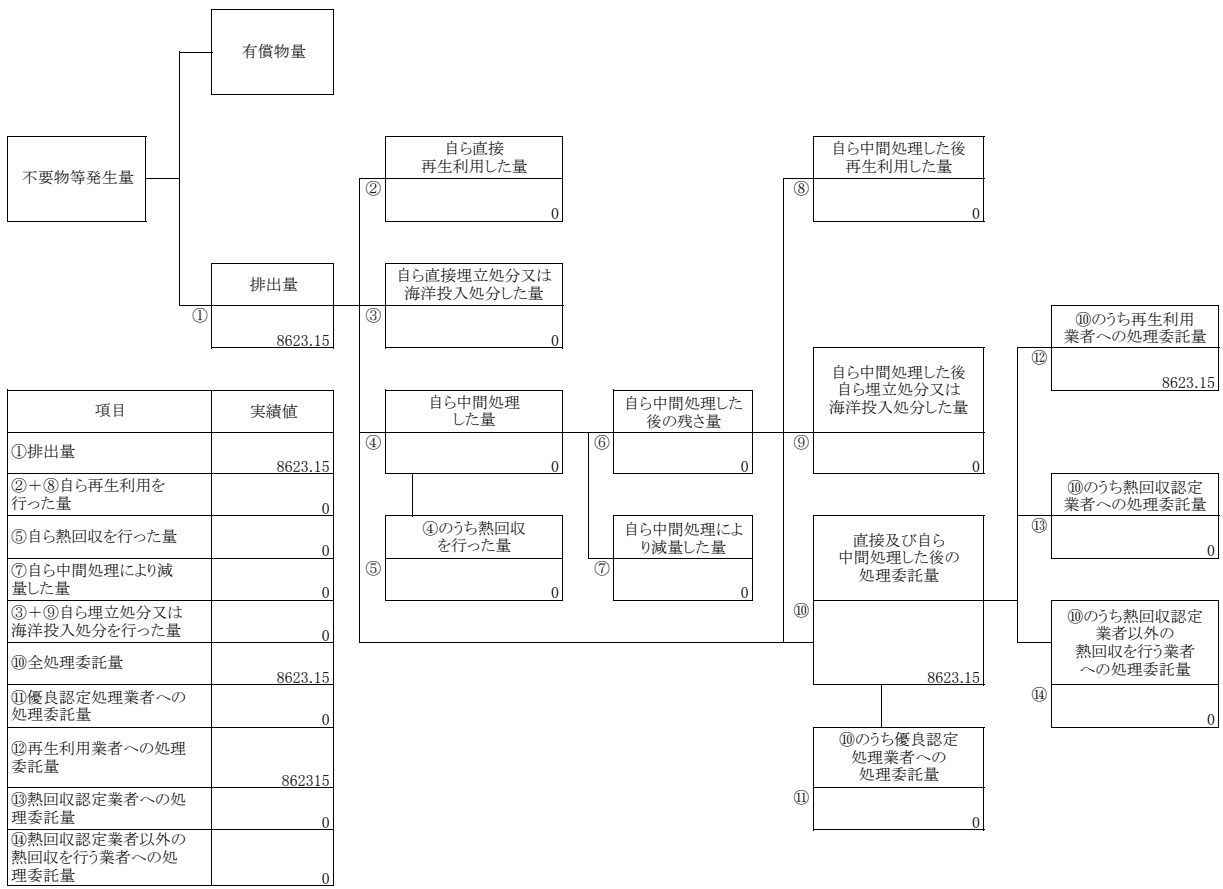 有償物量
不要物等発生量
自ら直接
再生利用した量
②
0
自ら中間処理した後
再生利用した量
⑧
0
排出量
①
8623.15
自ら直接埋立処分又は
海洋投入処分した量
③
0
⑩のうち再生利用
業者への処理委託量
⑫
8623.15
自ら中間処理
した量
④
0
自ら中間処理した
後の残さ量
⑥
0
自ら中間処理した後
自ら埋立処分又は
海洋投入処分した量
⑨
0
⑩のうち熱回収認定
業者への処理委託量
⑬
0
④のうち熱回収
を行った量
⑤
0
自ら中間処理によ
り減量した量
⑦
0
直接及び自ら
中間処理した後の
処理委託量
⑩
8623.15
⑩のうち熱回収認定
業者以外の
熱回収を行う業者
への処理委託量
⑭
0
⑩のうち優良認定
処理業者への
処理委託量
⑪
0
項目
実績値
①排出量
8623.15
②＋⑧自ら再生利用を
行った量
0
⑤自ら熱回収を行った量
0
⑦自ら中間処理により減
量した量
0
③＋⑨自ら埋立処分又は
海洋投入処分を行った量
0
⑩全処理委託量
8623.15
⑪優良認定処理業者への
処理委託量
0
⑫再生利用業者への処理
委託量
862315
⑬熱回収認定業者への処
理委託量
0
⑭熱回収認定業者以外の
熱回収を行う業者への処
理委託量
0